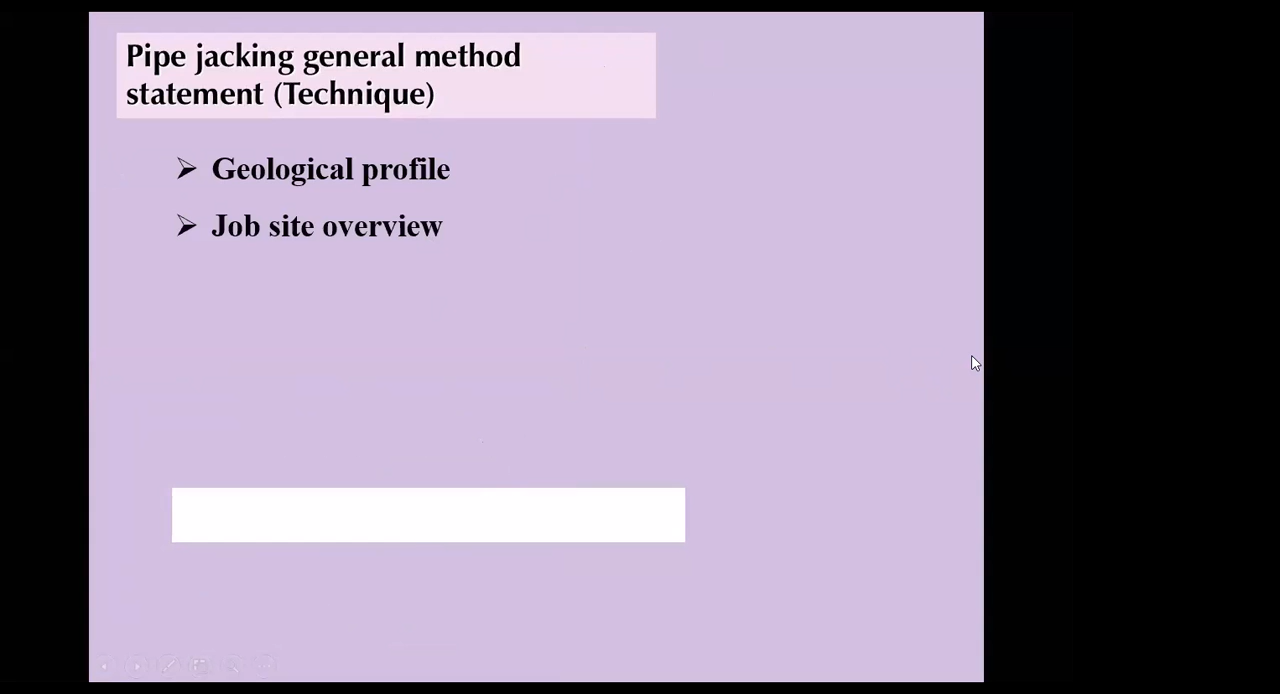 Pipe jacking general method
statement (Technique)
Geological profile
Job site overview